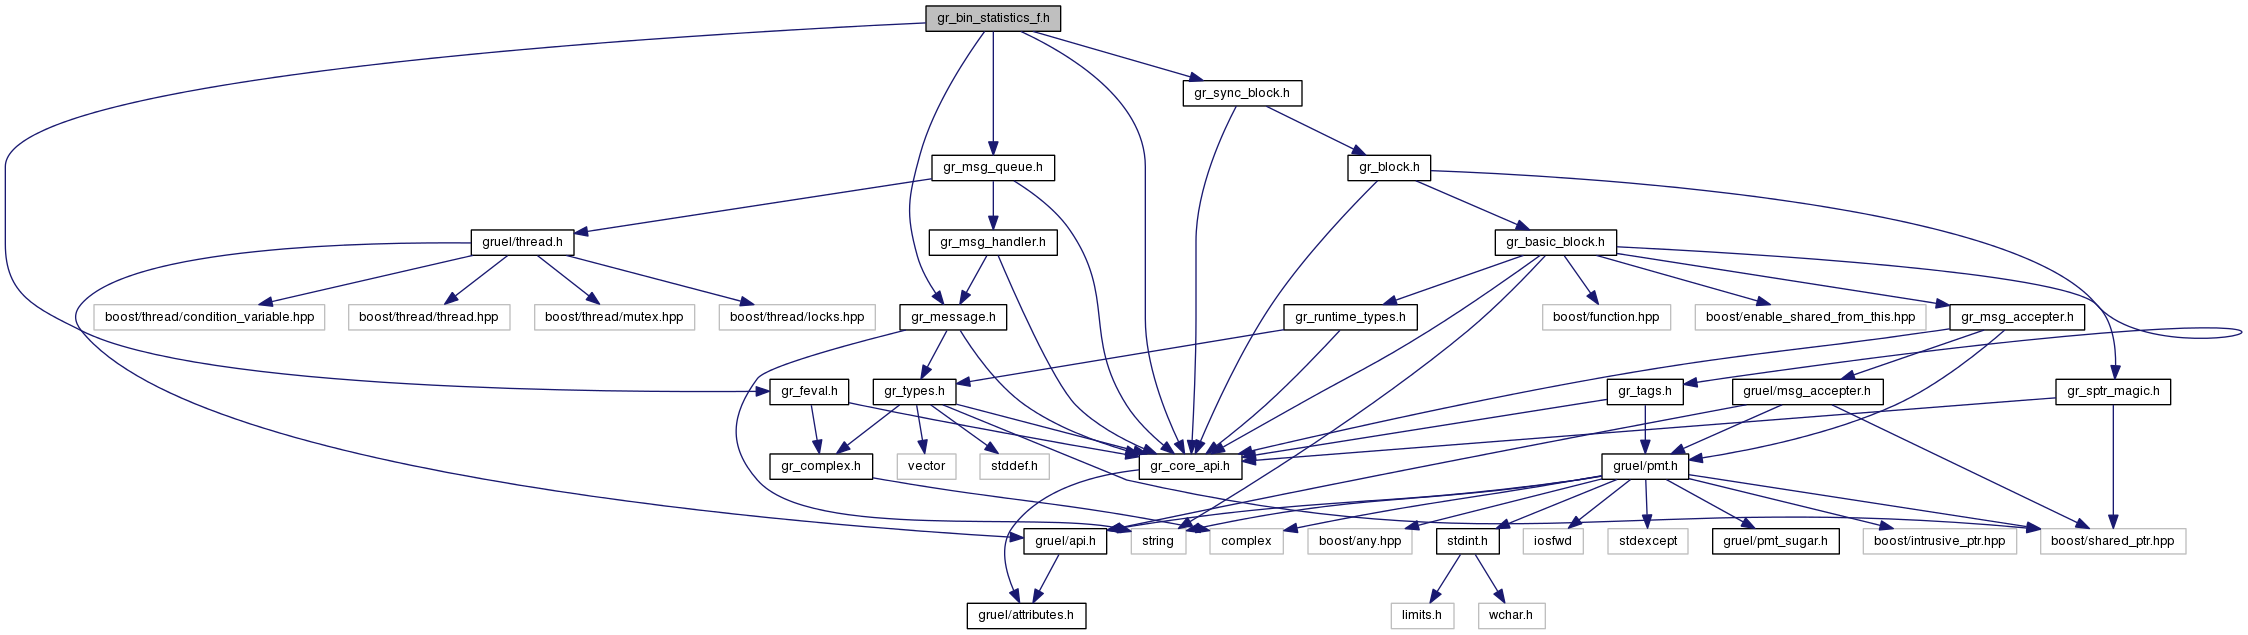 gr_bin_statistics_f.h
gr_sync_block.h
gr_msg_queue.h
gr_block.h
gruel/thread.h
gr_msg_handler.h
gr_basic_block.h
boost/thread/condition_variable.hpp
boost/thread/thread.hpp
boost/thread/mutex.hpp
boost/thread/locks.hpp
gr_message.h
gr_runtime_types.h
boost/function.hpp
boost/enable_shared_from_this.hpp
gr_msg_accepter.h
gr_feval.h
gr_types.h
gr_tags.h
gruel/msg_accepter.h
gr_sptr_magic.h
gr_complex.h
vector
stddef.h
gr_core_api.h
gruel/pmt.h
gruel/api.h
string
complex
boost/any.hpp
stdint.h
iosfwd
stdexcept
gruel/pmt_sugar.h
boost/intrusive_ptr.hpp
boost/shared_ptr.hpp
gruel/attributes.h
limits.h
wchar.h